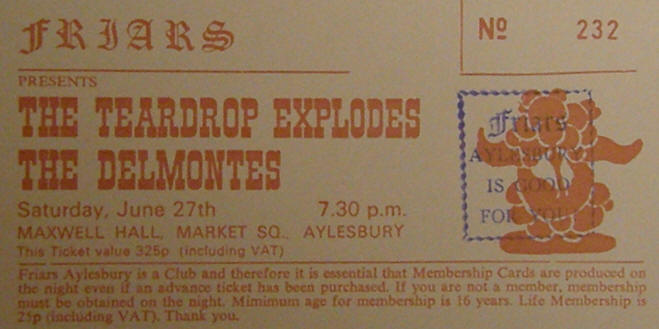 FRIARS
Nº 232
PRESENTS
THE TEARDROP EXPLODES
THE DELMONTES
Saturday, June 27th 7.30 p.m.
MAXWELL HALL, MARKET SQ., AYLESBURY
This Ticket value 325p (including VAT)
Friars
AYLESBURY
IS GOOD
FOR YOU
Friars Aylesbury is a Club and therefore it is essential that Membership Cards are produced on
the night even if an advance ticket has been purchased. If you are not a member, membership
must be obtained on the night. Mimimum age for membership is 16 years. Life Membership is
25p (including VAT). Thank you.